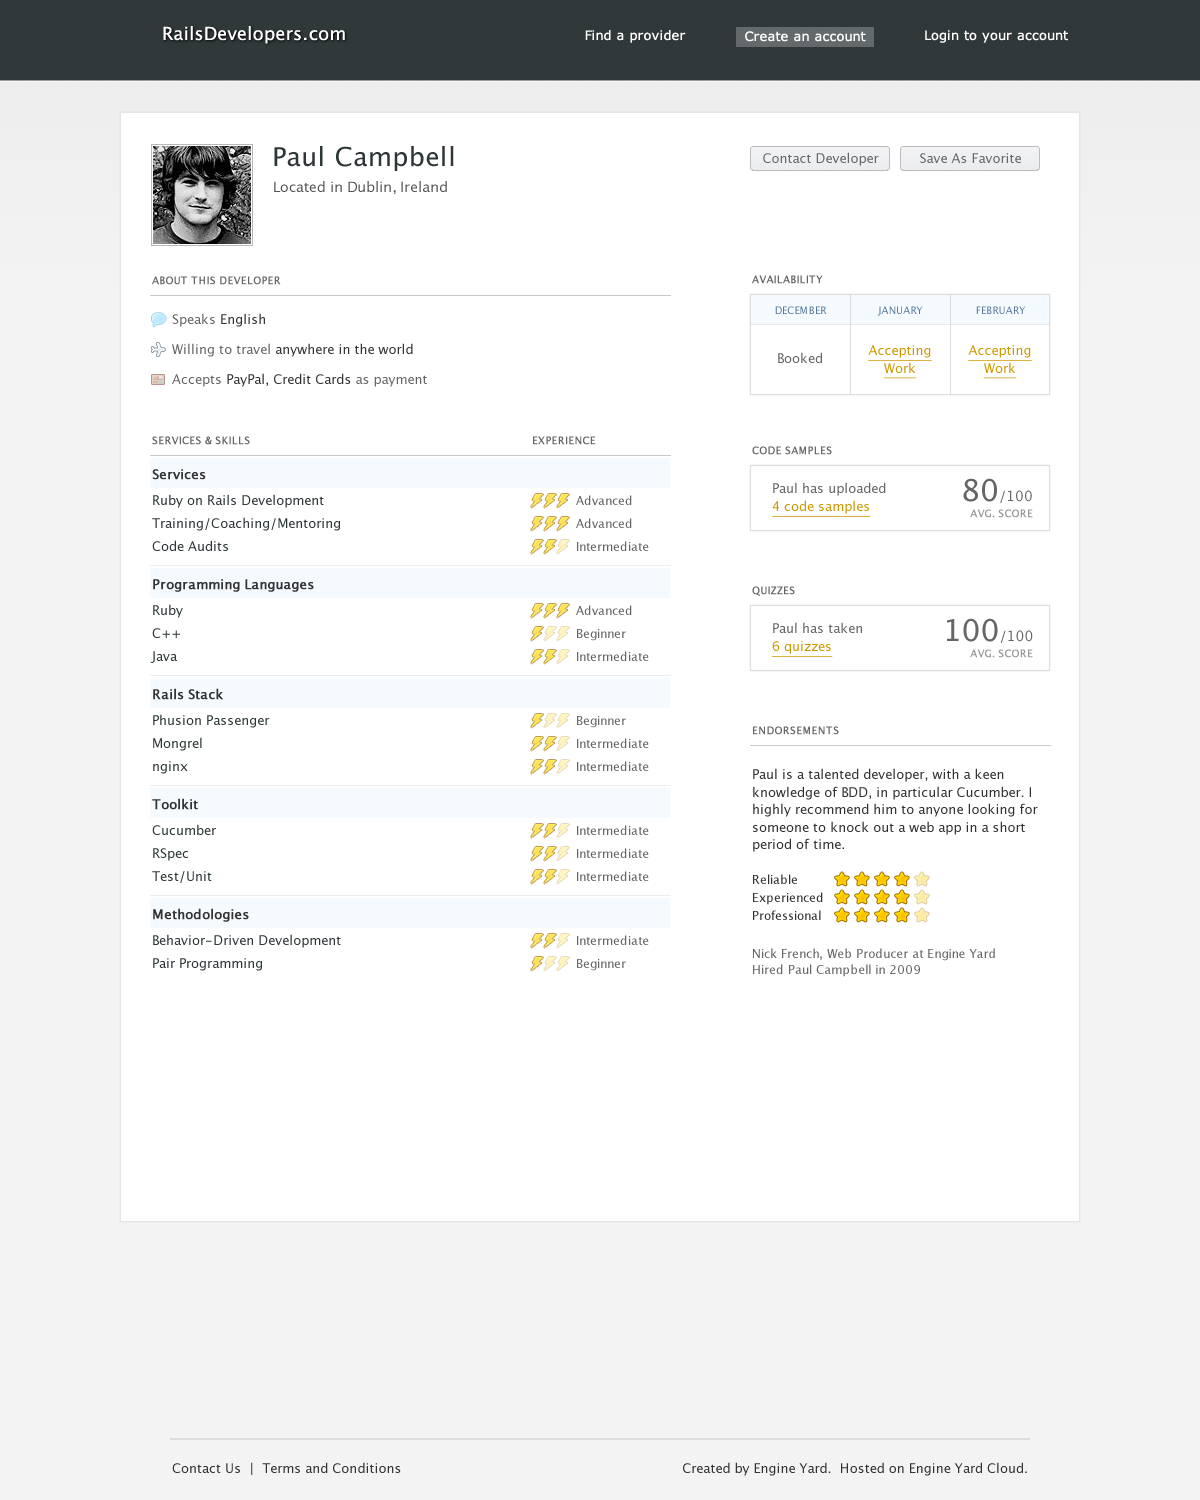 RailsDevelopers.com
Find a provider
Create an account
Login to your account
Paul Campbell
Located in Dublin, Ireland
Contact Developer
Save As Favorite
ABOUT THIS DEVELOPER
Speaks English
Willing to travel anywhere in the world
Accepts PayPal, Credit Cards as payment
SERVICES & SKILLS EXPERIENCE
Services
Ruby on Rails Development Advanced
Training/Coaching/Mentoring Advanced
Code Audits Intermediate
Programming Languages
Ruby Advanced
C++ Beginner
Java Intermediate
Rails Stack
Phusion Passenger Beginner
Mongrel Intermediate
nginx Intermediate
Toolkit
Cucumber Intermediate
RSpec Intermediate
Test/Unit Intermediate
Methodologies
Behavior-Driven Development Intermediate
Pair Programming Beginner
AVAILABILITY
DECEMBER JANUARY FEBRUARY
Booked
Accepting
Work
Accepting
Work
CODE SAMPLES
Paul has uploaded
4 code samples
80/100
AVG. SCORE
QUIZZES
Paul has taken
6 quizzes
100/100
AVG. SCORE
ENDORSEMENTS
Paul is a talented developer, with a keen
knowledge of BDD, in particular Cucumber. I
highly recommend him to anyone looking for
someone to knock out a web app in a short
period of time.
Reliable
Experienced
Professional
Nick French, Web Producer at Engine Yard
Hired Paul Campbell in 2009
Contact Us | Terms and Conditions
Created by Engine Yard. Hosted on Engine Yard Cloud.